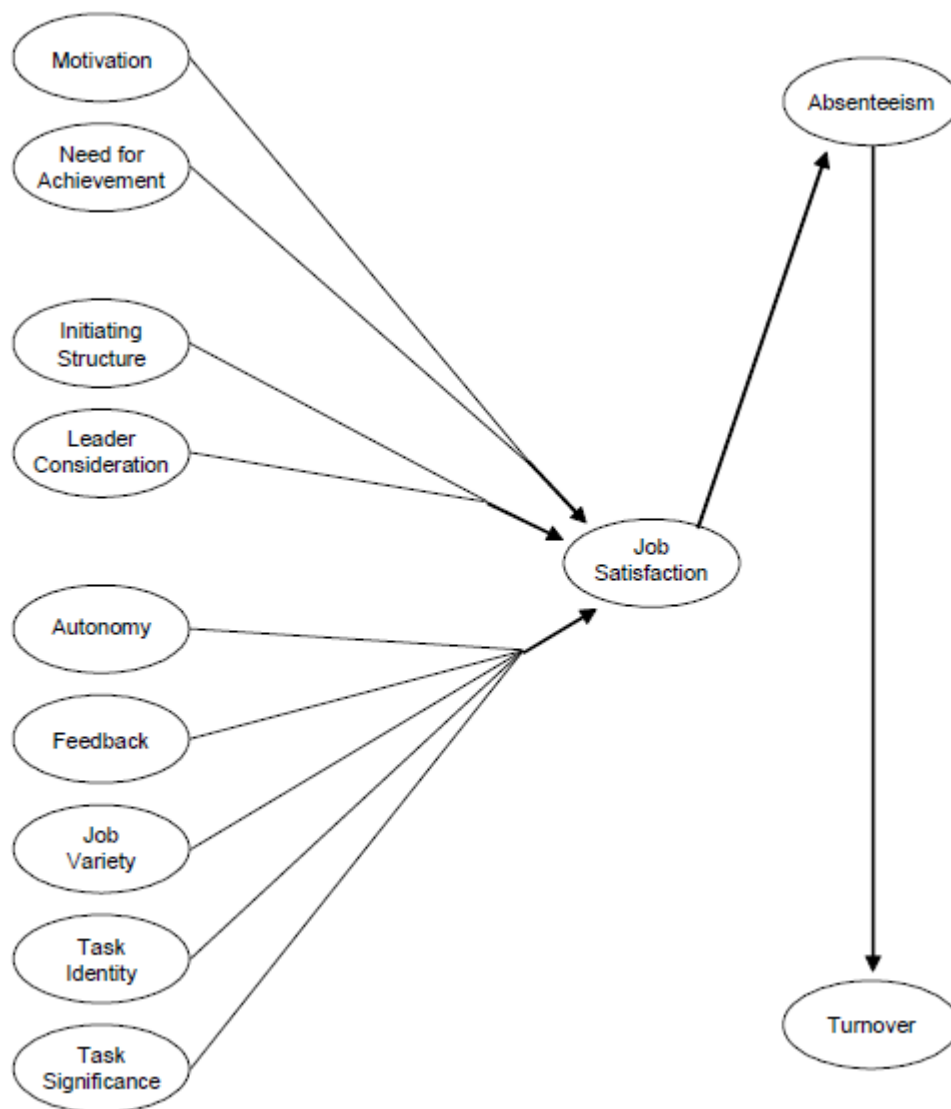 Motivation
Need for
Achievement
Initiating
Structure
Leader
Consideration
Autonomy
Feedback
Job
Variety
Task
Identity
Task
Significance
Job
Satisfaction
Absenteeism
Turnover